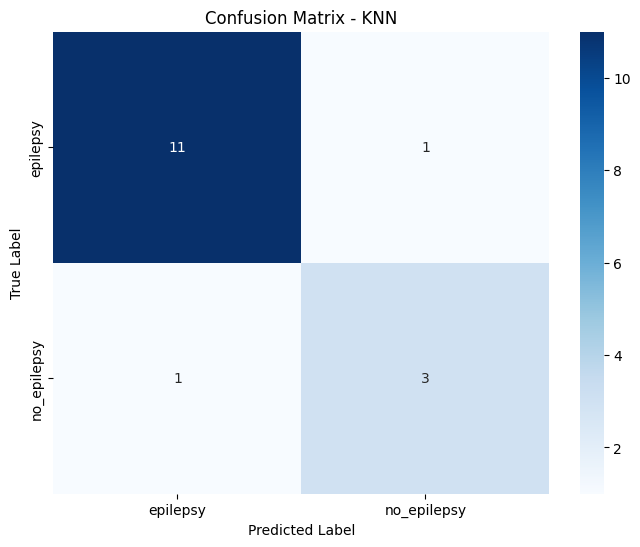 Confusion Matrix - KNN
epilepsy
11
1
no_epilepsy
1
3
True Label
epilepsy
no_epilepsy
Predicted Label
10
8
6
4
2